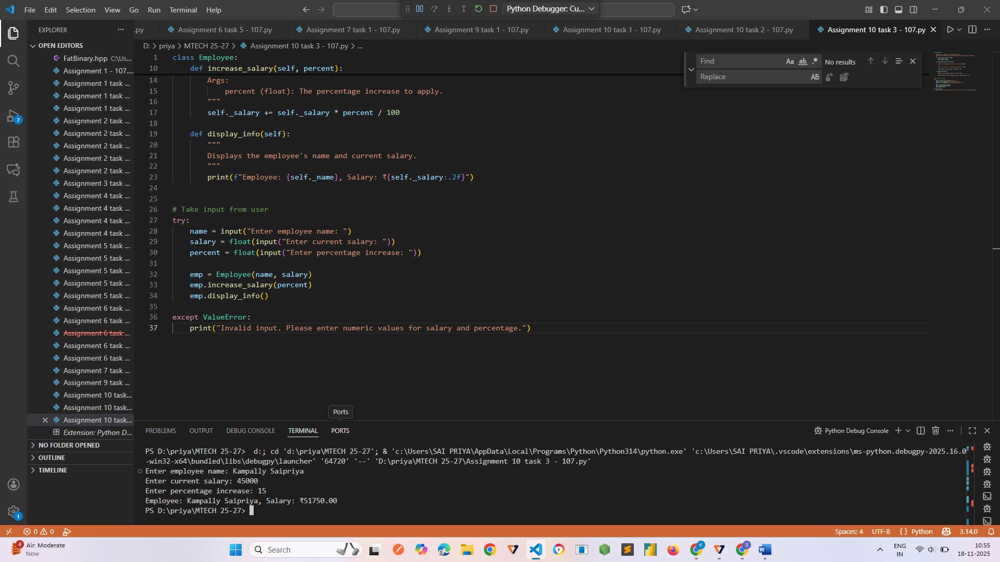 File Edit Selection View Go Run Terminal Help
Python Debugger: Cu...
EXPLORER
.py
Assignment 6 task 5 - 107.py
Assignment 7 task 1 - 107.py
Assignment 9 task 1 - 107.py
Assignment 10 task 1 - 107.py
Assignment 10 task 2 - 107.py
Assignment 10 task 3 - 107.py
OPEN EDITORS
FatBinary.hpp C:\Us...
Assignment 1 - 107....
Assignment 1 task ...
Assignment 1 task ...
Assignment 1 task ...
Assignment 2 task ...
Assignment 2 task ...
Assignment 2 task ...
Assignment 2 task ...
Assignment 2 task ...
Assignment 3 task ...
Assignment 4 task ...
Assignment 4 task ...
Assignment 4 task ...
Assignment 4 task ...
Assignment 5 task ...
Assignment 5 task ...
Assignment 5 task ...
Assignment 5 task ...
Assignment 5 task ...
Assignment 6 task ...
Assignment 6 task ...
Assignment 6 task ...
Assignment 6 task ...
Assignment 6 task ...
Assignment 7 task ...
Assignment 9 task ...
Assignment 10 task...
Assignment 10 task...
Assignment 10 task...
Extension: Python D...
NO FOLDER OPENED
OUTLINE
TIMELINE
7
1
D: > priya > MTECH 25-27 > Assignment 10 task 3 - 107.py > ...
Find
Aa ab .*
No results
Replace
AB
1 class Employee:
10 def increase_salary(self, percent):
14 Args:
15 percent (float): The percentage increase to apply.
16 """
17 self._salary += self._salary * percent / 100
18
19 def display_info(self):
20 """
21 Displays the employee's name and current salary.
22 """
23 print(f"Employee: {self._name}, Salary: ₹{self._salary:.2f}")
24
25
26 # Take input from user
27 try:
28 name = input("Enter employee name: ")
29 salary = float(input("Enter current salary: "))
30 percent = float(input("Enter percentage increase: "))
31
32 emp = Employee(name, salary)
33 emp.increase_salary(percent)
34 emp.display_info()
35
36 except ValueError:
37 print("Invalid input. Please enter numeric values for salary and percentage.")
Ports
PROBLEMS OUTPUT DEBUG CONSOLE TERMINAL PORTS
Python Debug Console
PS D:\priya\MTECH 25-27> d:; cd 'd:\priya\MTECH 25-27'; & 'c:\Users\SAI PRIYA\AppData\Local\Programs\Python\Python314\python.exe' 'c:\Users\SAI PRIYA\.vscode\extensions\ms-python.debugpy-2025.16.0
-win32-x64\bundled\libs\debugpy\launcher' '64720' '--' 'D:\priya\MTECH 25-27\Assignment 10 task 3 - 107.py'
Enter employee name: Kampally Saipriya
Enter current salary: 45000
Enter percentage increase: 15
Employee: Kampally Saipriya, Salary: ₹51750.00
PS D:\priya\MTECH 25-27>
0 0
Spaces: 4 UTF-8 { } Python 3.14.0
4
Air: Moderate
Now
Search
K
S
ENG
IN
10:55
18-11-2025